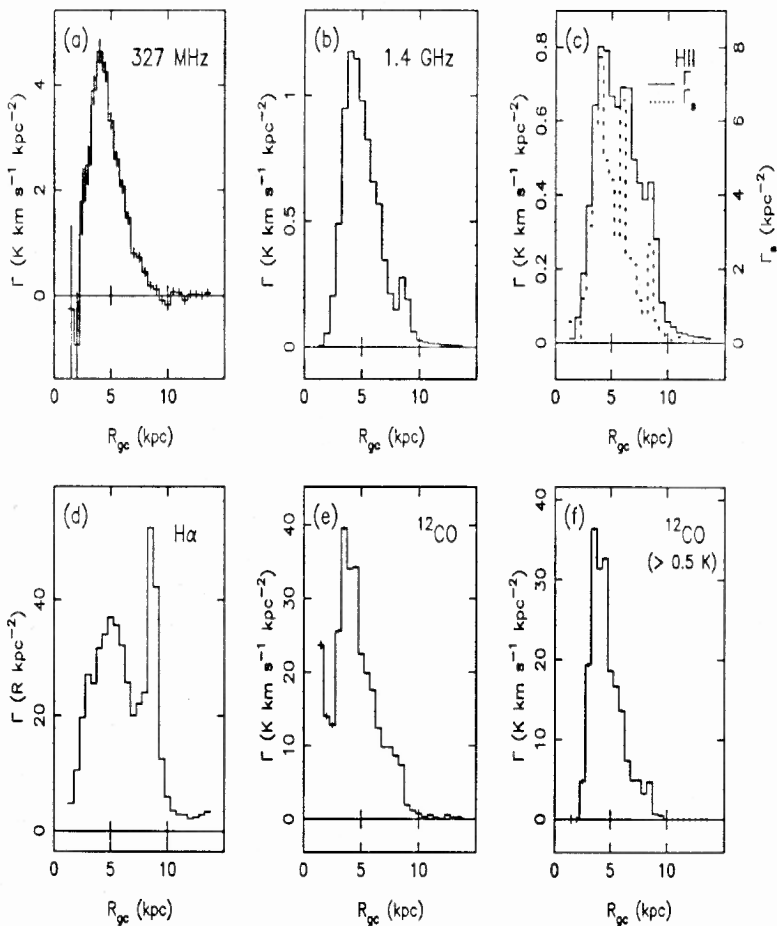 (a) 327 MHz
Γ (K km s⁻¹ kpc⁻²)
4
2
0
0 5 10
R_gc (kpc)
(b) 1.4 GHz
Γ (K km s⁻¹ kpc⁻²)
1
0.5
0
0 5 10
R_gc (kpc)
(c) HII
Γ
Γ_s
Γ (K km s⁻¹ kpc⁻²)
0.8
0.6
0.4
0.2
0
8
6
4
2
0
Γ_s (kpc⁻²)
0 5 10
R_gc (kpc)
(d) Hα
Γ (R kpc⁻²)
40
20
0
0 5 10
R_gc (kpc)
(e) ¹²CO
Γ (K km s⁻¹ kpc⁻²)
40
30
20
10
0
0 5 10
R_gc (kpc)
(f) ¹²CO
(> 0.5 K)
Γ (K km s⁻¹ kpc⁻²)
40
30
20
10
0
0 5 10
R_gc (kpc)